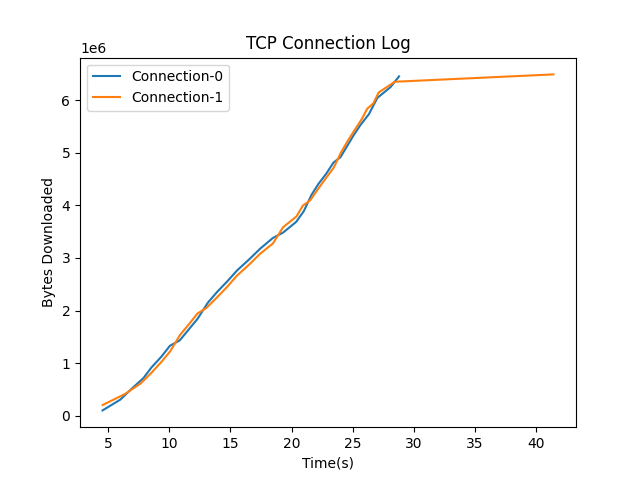 TCP Connection Log
1e6
Connection-0
Connection-1
6
5
4
3
2
1
0
Bytes Downloaded
5 10 15 20 25 30 35 40
Time(s)